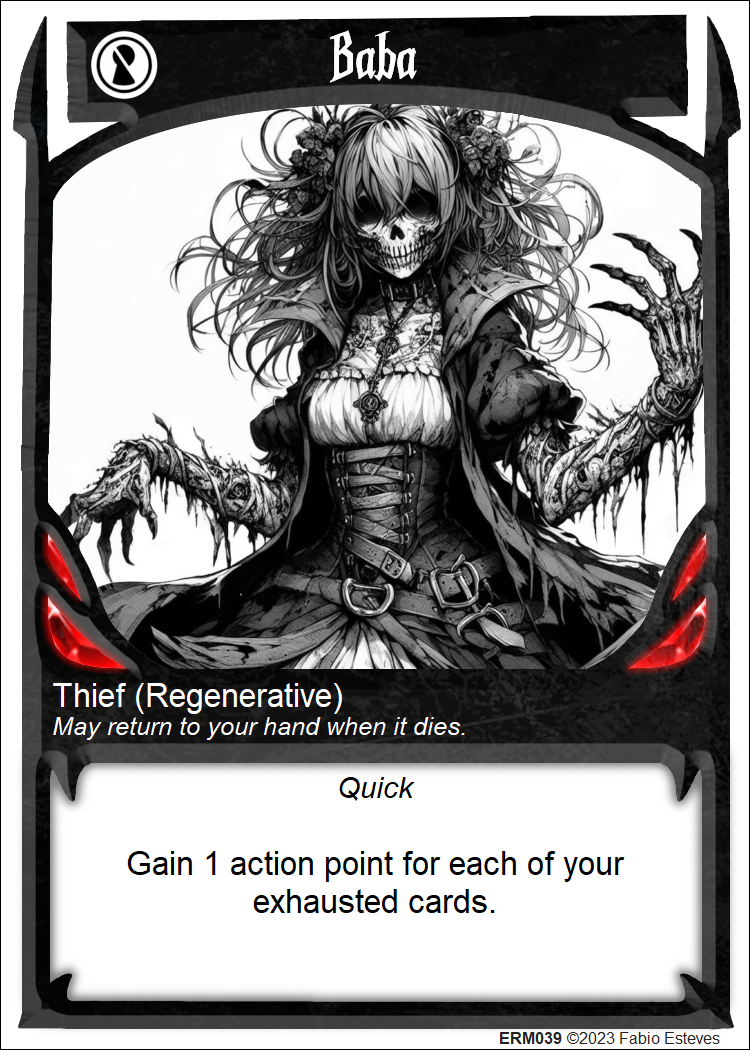 Baba
Thief (Regenerative)
May return to your hand when it dies.
Quick
Gain 1 action point for each of your
exhausted cards.
ERM039 ©2023 Fabio Esteves